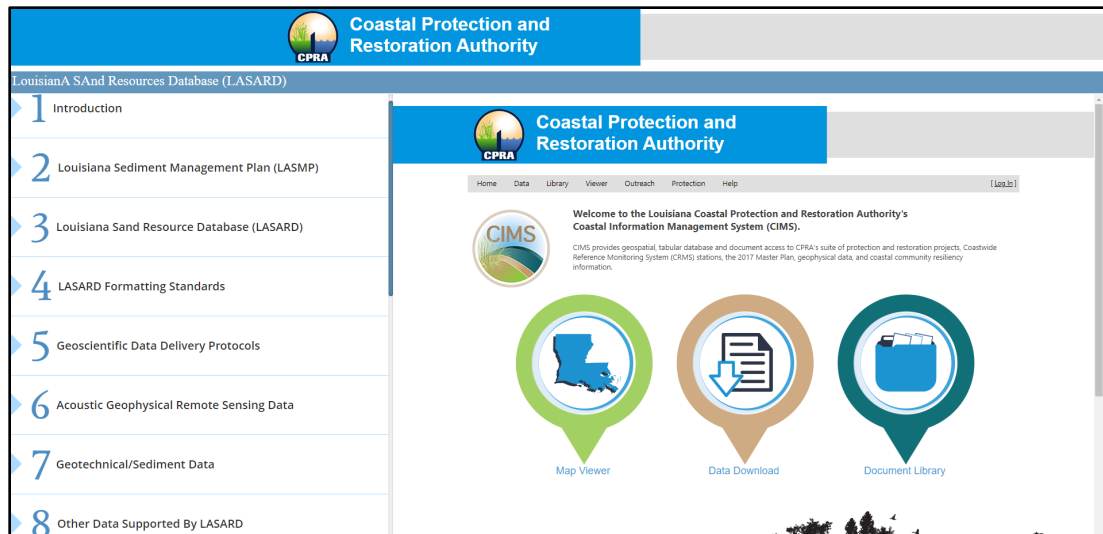 CPRA
Coastal Protection and
Restoration Authority
LouisianA SAnd Resources Database (LASARD)
1 Introduction
2 Louisiana Sediment Management Plan (LASMP)
3 Louisiana Sand Resource Database (LASARD)
4 LASARD Formatting Standards
5 Geoscientific Data Delivery Protocols
6 Acoustic Geophysical Remote Sensing Data
7 Geotechnical/Sediment Data
8 Other Data Supported By LASARD
CPRA
Coastal Protection and
Restoration Authority
Home Data Library Viewer Outreach Protection Help [ Log In ]
CIMS
Welcome to the Louisiana Coastal Protection and Restoration Authority's
Coastal Information Management System (CIMS).
CIMS provides geospatial, tabular database and document access to CPRA's suite of protection and restoration projects, Coastwide
Reference Monitoring System (CRMS) stations, the 2017 Master Plan, geophysical data, and coastal community resiliency
information.
Map Viewer
Data Download
Document Library